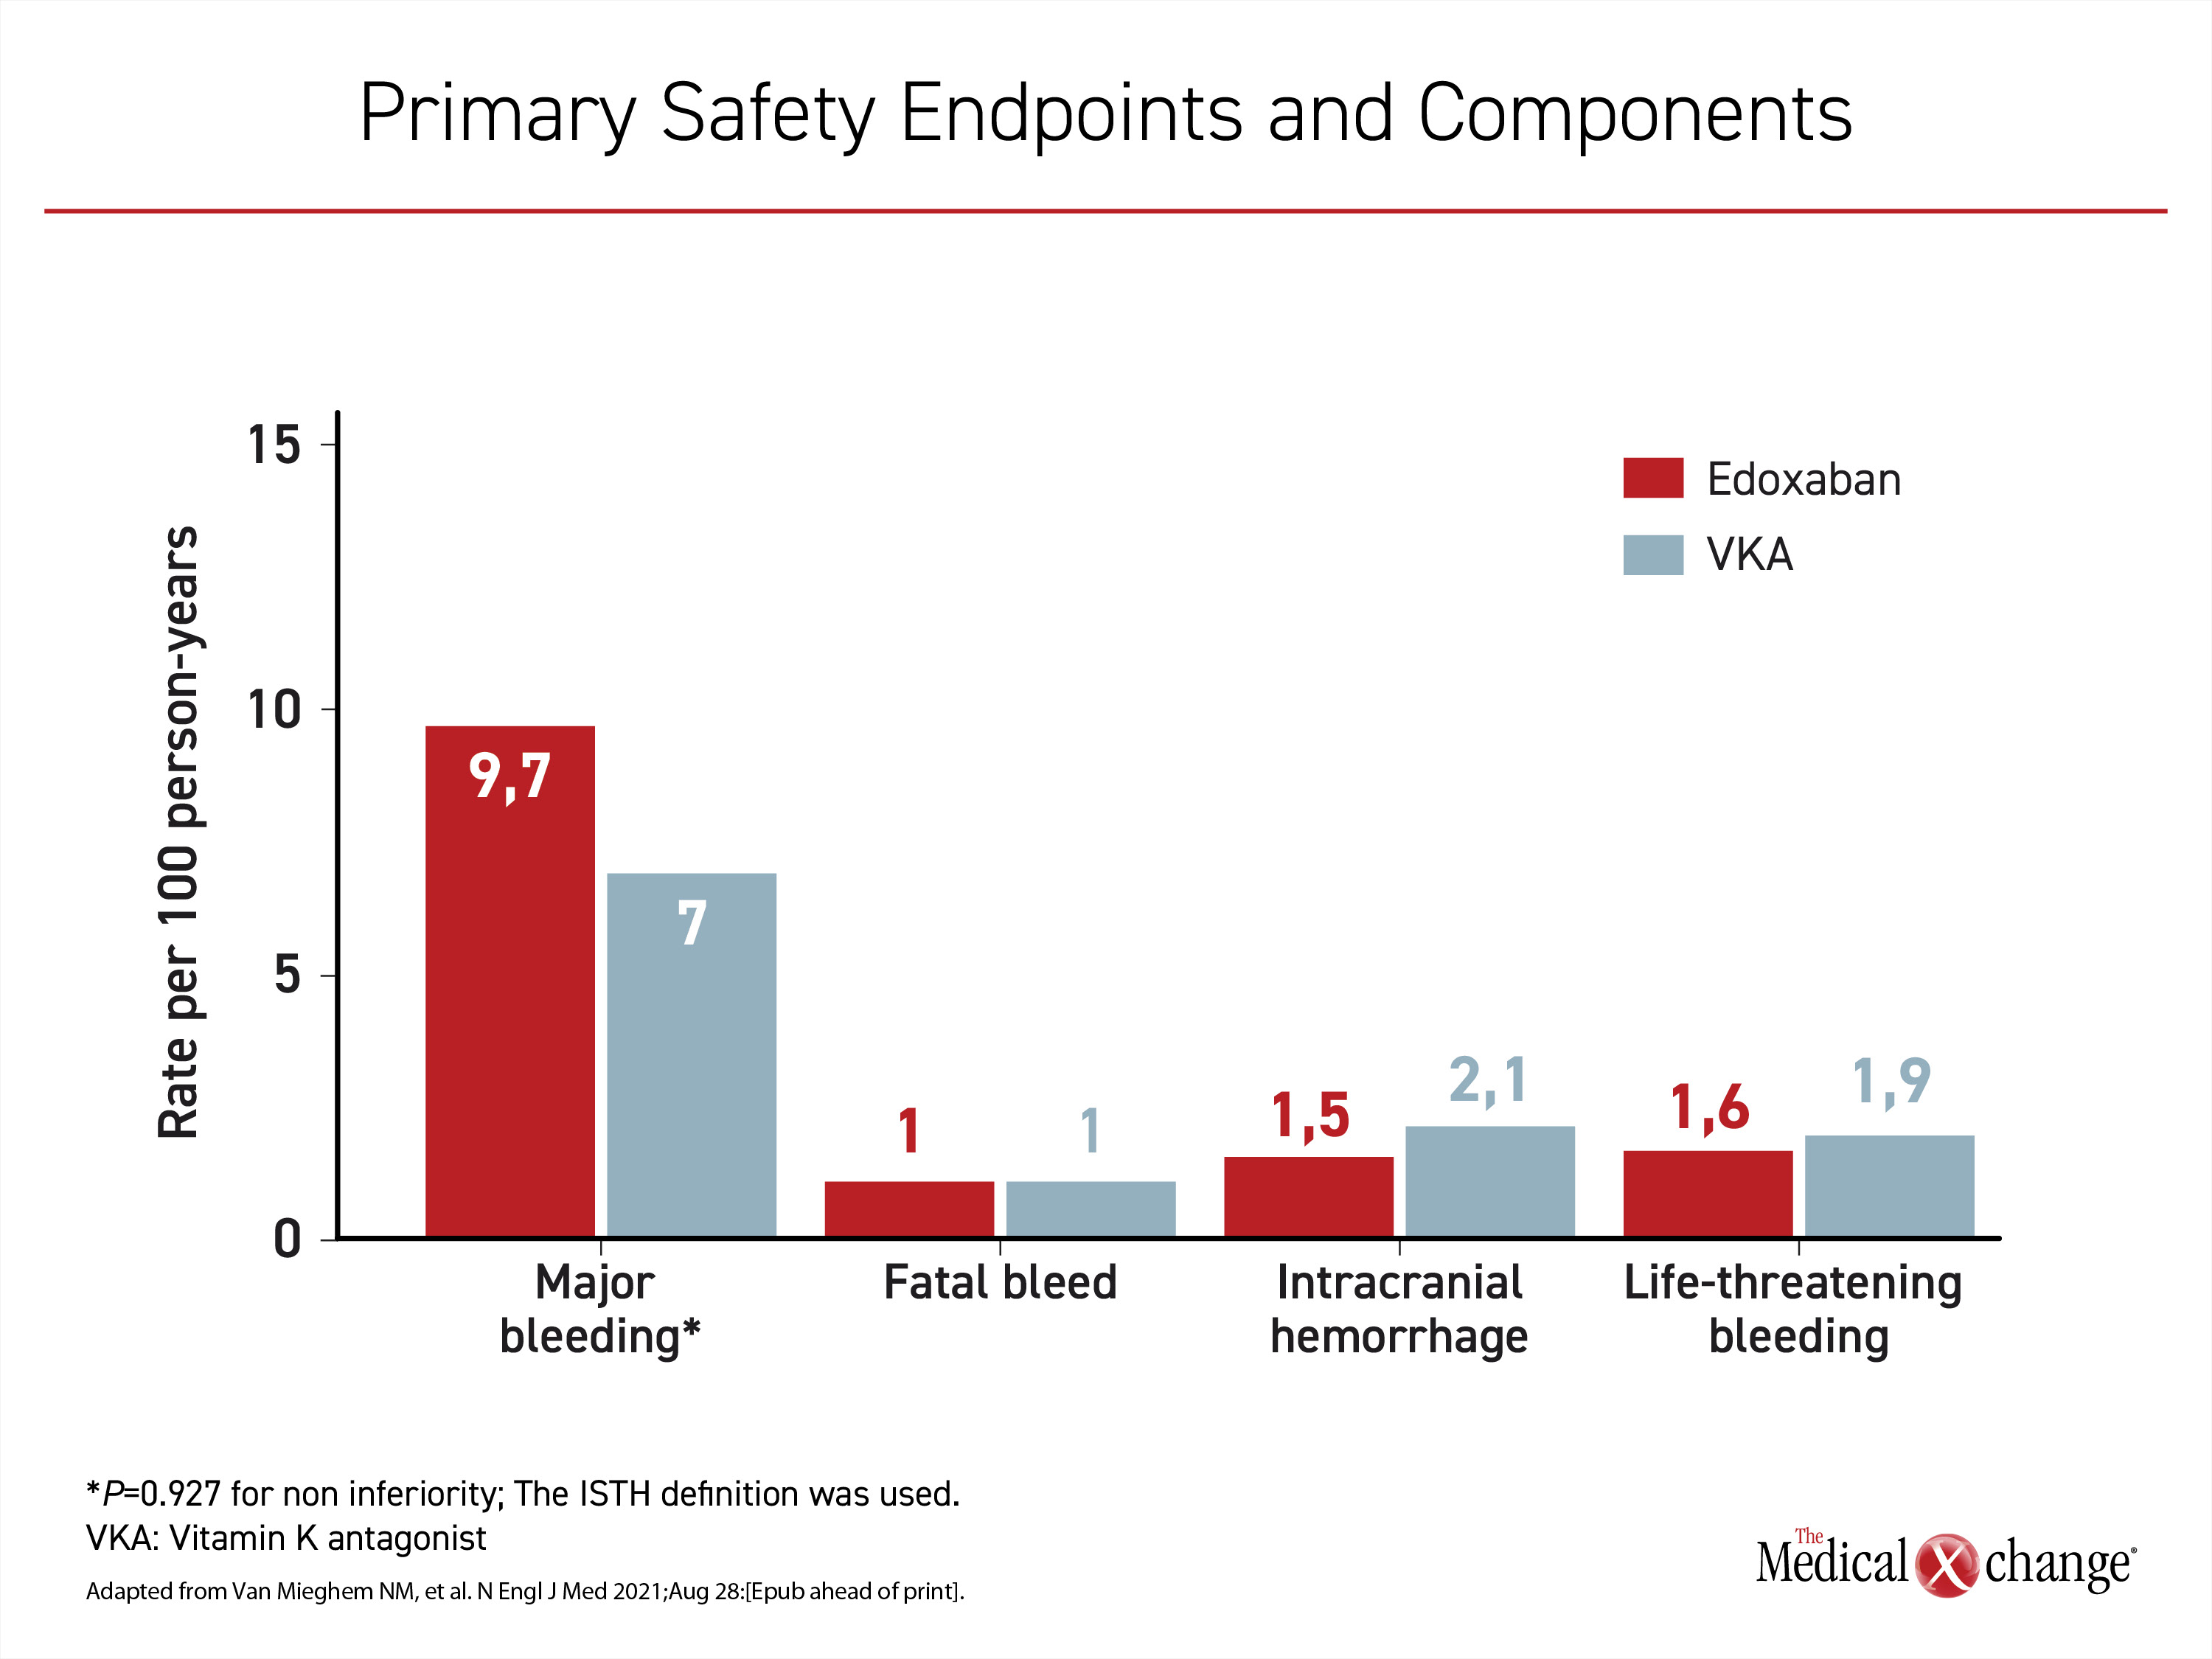 Primary Safety Endpoints and Components
Rate per 100 person-years
15
10
5
0
Edoxaban
VKA
9,7
7
1
1
1,5
2,1
1,6
1,9
Major
bleeding*
Fatal bleed
Intracranial
hemorrhage
Life-threatening
bleeding
*P=0.927 for non inferiority; The ISTH definition was used.
VKA: Vitamin K antagonist
Adapted from Van Mieghem NM, et al. N Engl J Med 2021;Aug 28:[Epub ahead of print].
The
Medical X change®